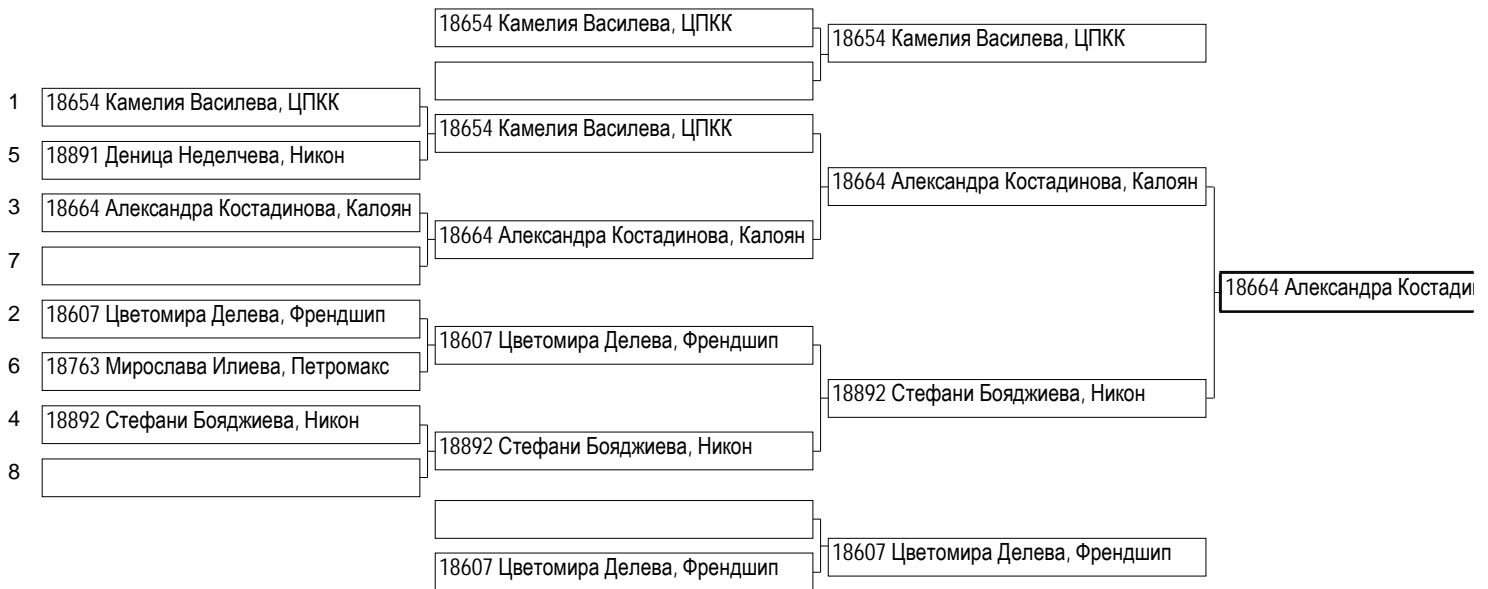 18654 Камелия Василева, ЦПКК
18654 Камелия Василева, ЦПКК
1 18654 Камелия Василева, ЦПКК
18654 Камелия Василева, ЦПКК
5 18891 Деница Неделчева, Никон
18664 Александра Костадинова, Калоян
3 18664 Александра Костадинова, Калоян
18664 Александра Костадинова, Калоян
7
18664 Александра
2 18607 Цветомира Делева, Френдшип
18607 Цветомира Делева, Френдшип
6 18763 Мирослава Илиева, Петромакс
18892 Стефани Бояджиева, Никон
4 18892 Стефани Бояджиева, Никон
18892 Стефани Бояджиева, Никон
8
18607 Цветомира Делева, Френдшип
18607 Цветомира Делева, Френдшип